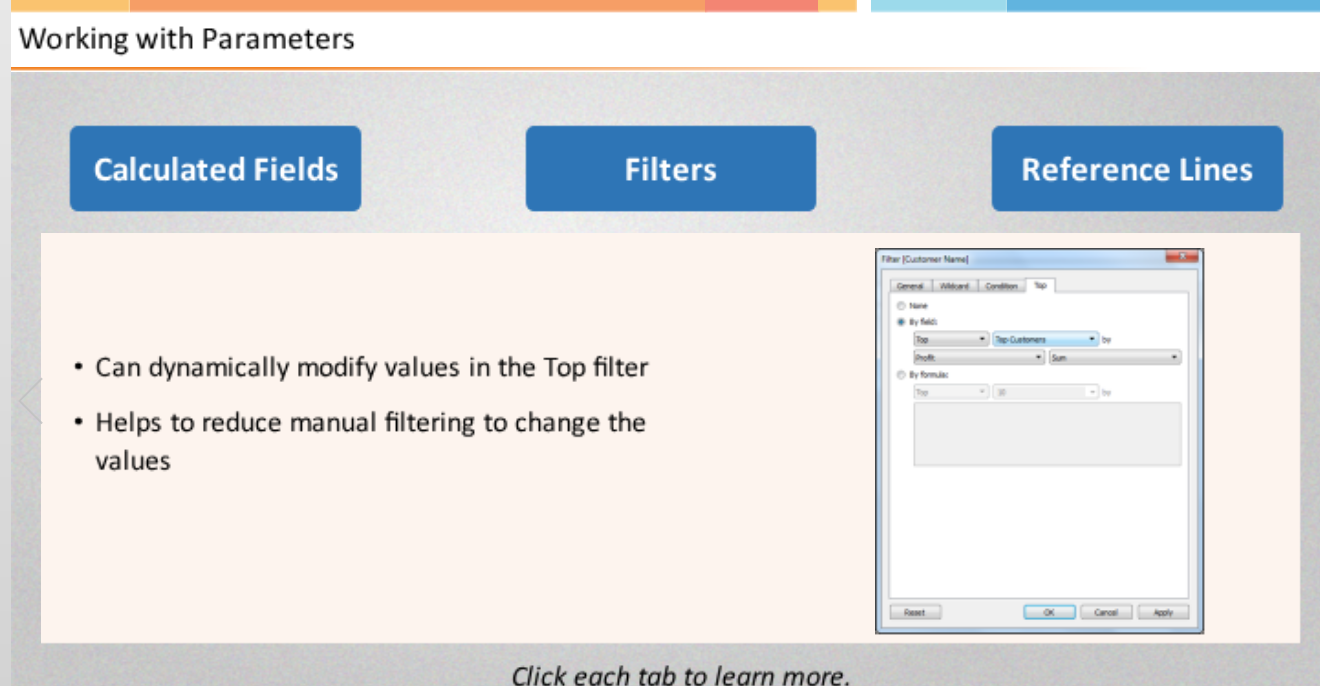 Working with Parameters
Calculated Fields
Filters
Reference Lines
• Can dynamically modify values in the Top filter
• Helps to reduce manual filtering to change the
values
Filter [Customer Name]
General Wildcard Condition Top
None
By field:
Top Top Customers by
Profit Sum
By formula:
Top 10 by
Reset OK Cancel Apply
Click each tab to learn more.